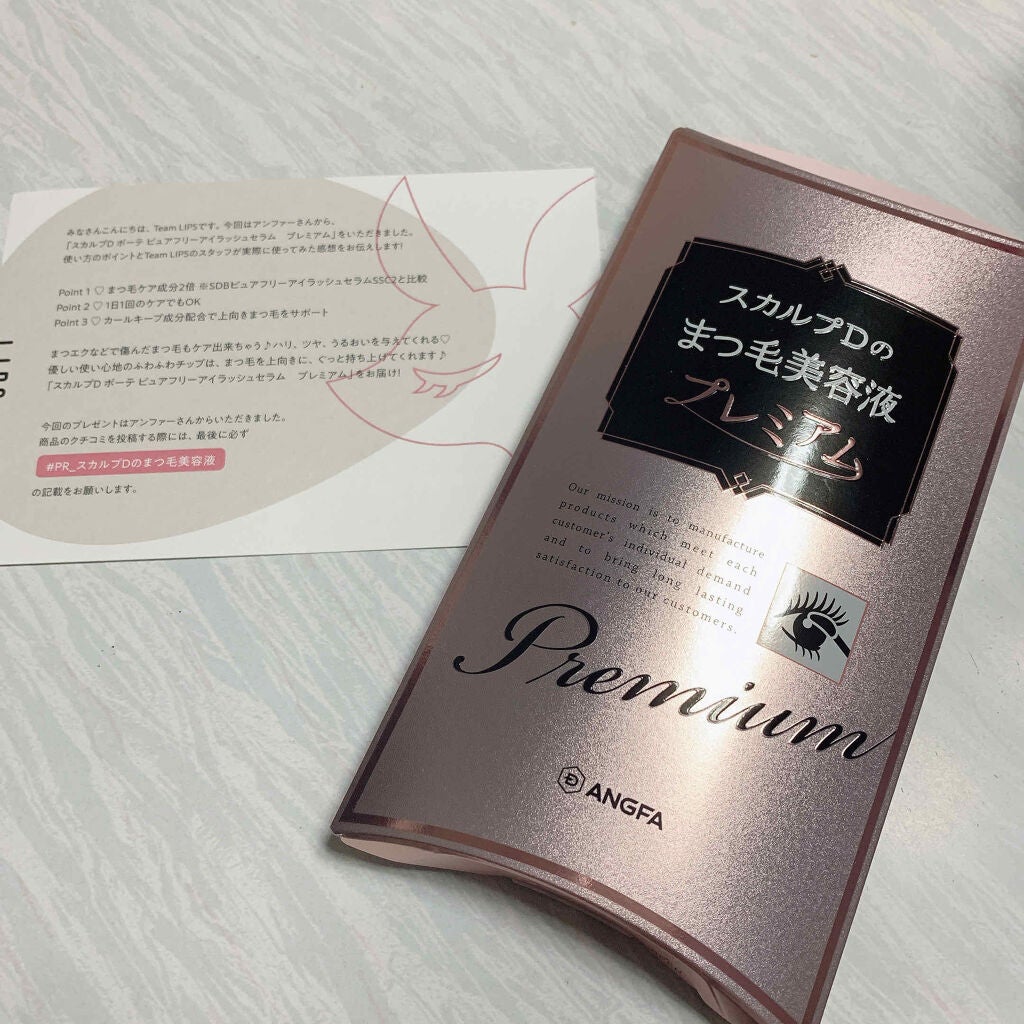 みなさんこんにちは、Team LIPSです。今回はアンファーさんから、
「スカルプD ボーテ ピュアフリーアイラッシュセラム　プレミアム」をいただきました。
使い方のポイントとTeam LIPSのスタッフが実際に使ってみた感想をお伝えします!
Point 1 ♡ まつ毛ケア成分2倍 ※SDBピュアフリーアイラッシュセラムSSC2と比較
Point 2 ♡ 1日1回のケアでもOK
Point 3 ♡ カールキープ成分配合で上向きまつ毛をサポート
まつエクなどで傷んだまつ毛もケア出来ちゃう♪ハリ、ツヤ、うるおいを与えてくれる♡
優しい使い心地のふわふわチップは、まつ毛を上向きに、ぐっと持ち上げてくれます♪
「スカルプD ボーテ ピュアフリーアイラッシュセラム　プレミアム」をお届け!
今回のプレゼントはアンファーさんからいただきました。
商品のクチコミを投稿する際には、最後に必ず
#PR_スカルプDのまつ毛美容液
の記載をお願いします。
スカルプDの
まつ毛美容液
プレミアム
Our mission is to manufacture
products which meet each
customer's individual demand
and to bring long lasting
satisfaction to our customers.
Premium
ANGFA